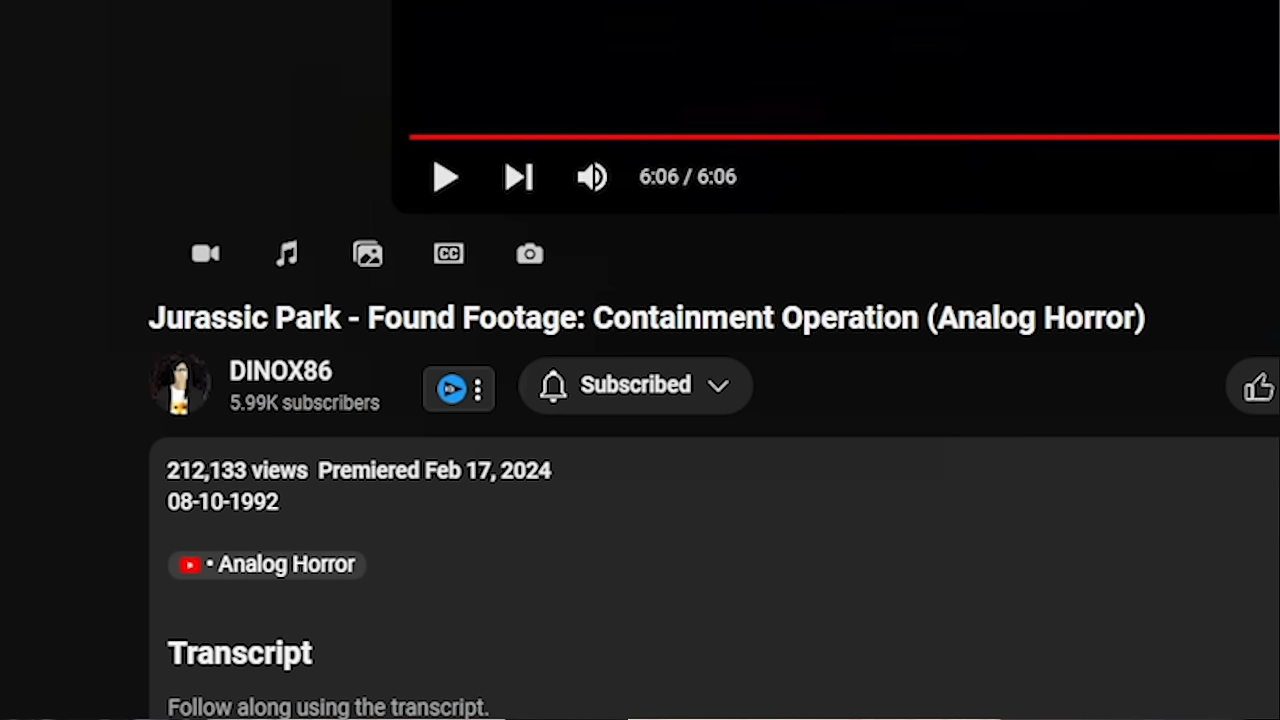 6:06 / 6:06
CC
Jurassic Park - Found Footage: Containment Operation (Analog Horror)
DINOX86
5.99K subscribers
Subscribed
212,133 views Premiered Feb 17, 2024
08-10-1992
• Analog Horror
Transcript
Follow along using the transcript.